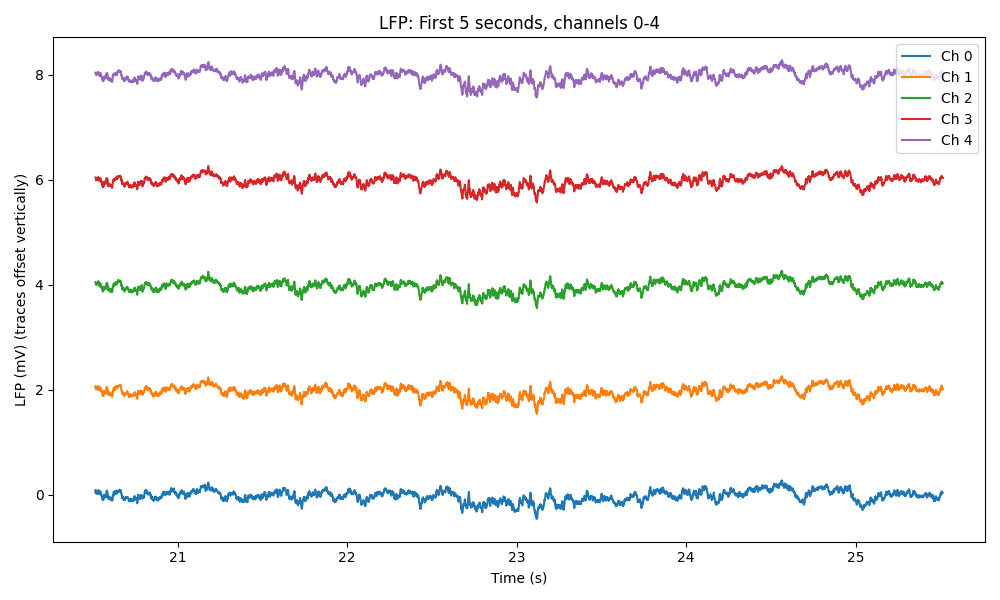 LFP: First 5 seconds, channels 0-4
Ch 0
Ch 1
Ch 2
Ch 3
Ch 4
8
6
4
2
0
LFP (mV) (traces offset vertically)
21
22
23
24
25
Time (s)